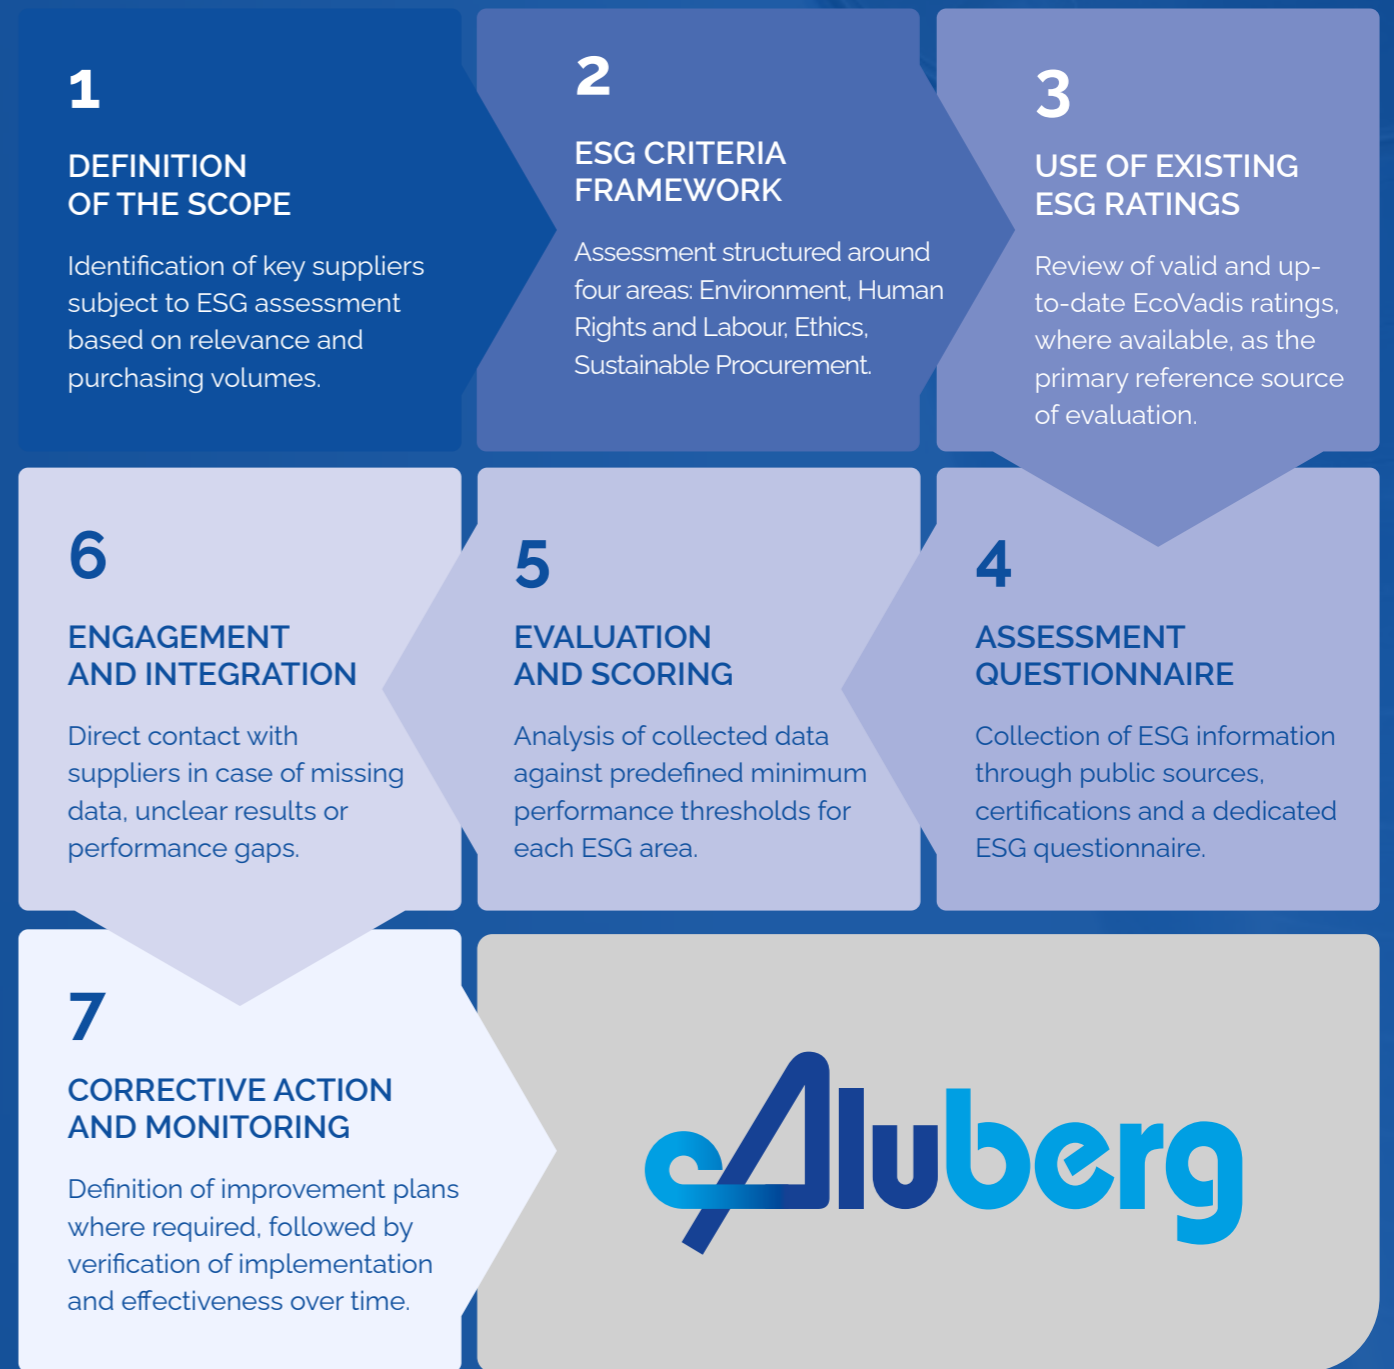 1
DEFINITION
OF THE SCOPE
Identification of key suppliers
subject to ESG assessment
based on relevance and
purchasing volumes.
2
ESG CRITERIA
FRAMEWORK
Assessment structured around
four areas: Environment, Human
Rights and Labour, Ethics,
Sustainable Procurement.
3
USE OF EXISTING
ESG RATINGS
Review of valid and up-
to-date EcoVadis ratings,
where available, as the
primary reference source
of evaluation.
4
ASSESSMENT
QUESTIONNAIRE
Collection of ESG information
through public sources,
certifications and a dedicated
ESG questionnaire.
5
EVALUATION
AND SCORING
Analysis of collected data
against predefined minimum
performance thresholds for
each ESG area.
6
ENGAGEMENT
AND INTEGRATION
Direct contact with
suppliers in case of missing
data, unclear results or
performance gaps.
7
CORRECTIVE ACTION
AND MONITORING
Definition of improvement plans
where required, followed by
verification of implementation
and effectiveness over time.
Aluberg